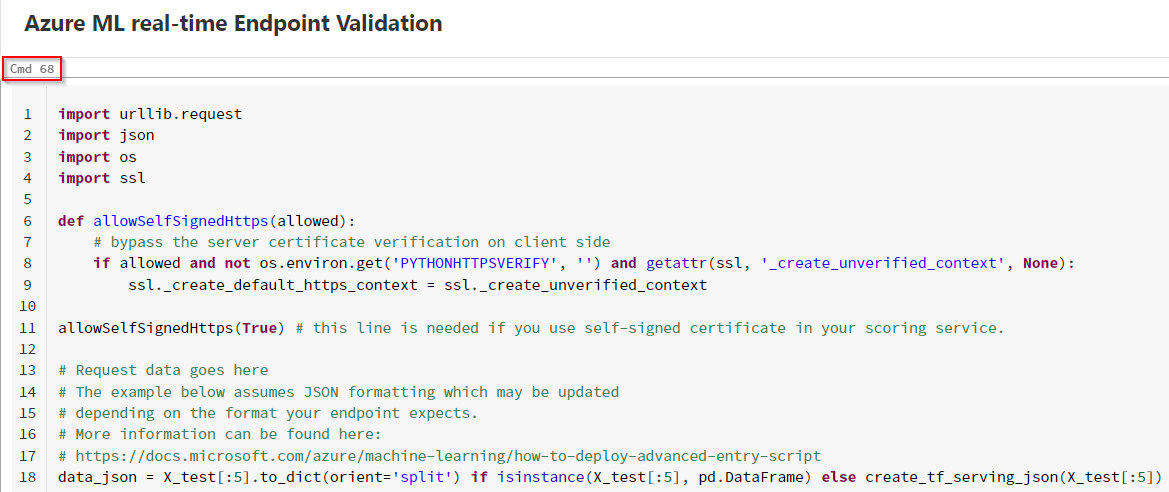 Azure ML real-time Endpoint Validation
Cmd 68
1 import urllib.request
2 import json
3 import os
4 import ssl
5
6 def allowSelfSignedHttps(allowed):
7     # bypass the server certificate verification on client side
8     if allowed and not os.environ.get('PYTHONHTTPSVERIFY', '') and getattr(ssl, '_create_unverified_context', None):
9         ssl._create_default_https_context = ssl._create_unverified_context
10
11 allowSelfSignedHttps(True) # this line is needed if you use self-signed certificate in your scoring service.
12
13 # Request data goes here
14 # The example below assumes JSON formatting which may be updated
15 # depending on the format your endpoint expects.
16 # More information can be found here:
17 # https://docs.microsoft.com/azure/machine-learning/how-to-deploy-advanced-entry-script
18 data_json = X_test[:5].to_dict(orient='split') if isinstance(X_test[:5], pd.DataFrame) else create_tf_serving_json(X_test[:5])